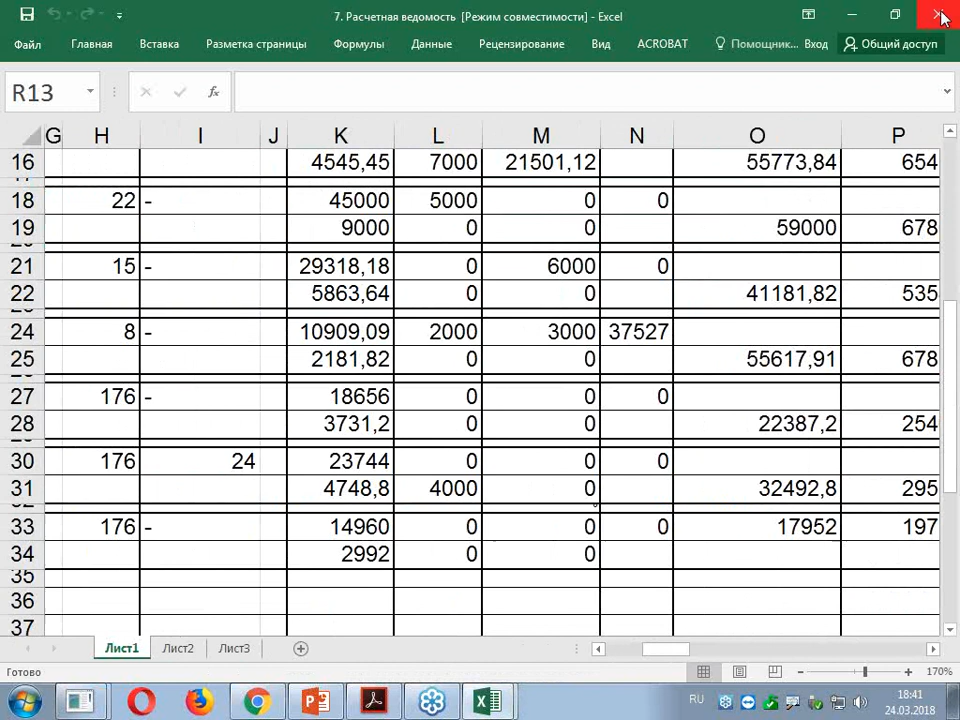 7. Расчетная ведомость [Режим совместимости] - Excel
Файл Главная Вставка Разметка страницы Формулы Данные Рецензирование Вид ACROBAT Помощник... Вход Общий доступ
R13 fx
G H I J K L M N O P
16 4545,45 7000 21501,12 55773,84 654
18 22 - 45000 5000 0 0
19 9000 0 0 59000 678
21 15 - 29318,18 0 6000 0
22 5863,64 0 0 41181,82 535
24 8 - 10909,09 2000 3000 37527
25 2181,82 0 0 55617,91 678
27 176 - 18656 0 0 0
28 3731,2 0 0 22387,2 254
30 176 24 23744 0 0 0
31 4748,8 4000 0 32492,8 295
33 176 - 14960 0 0 0 17952 197
34 2992 0 0
35
36
37
Лист1 Лист2 Лист3
Готово 170%
RU 18:41
24.03.2018